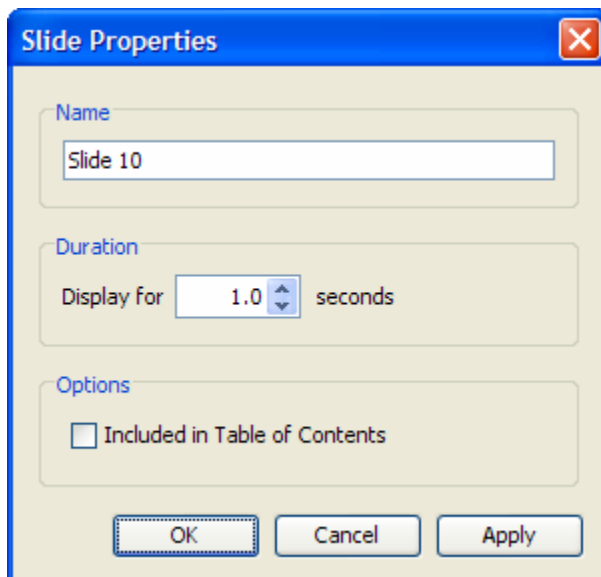 Slide Properties
Name
Slide 10
Duration
Display for 1.0 seconds
Options
Included in Table of Contents
OK Cancel Apply